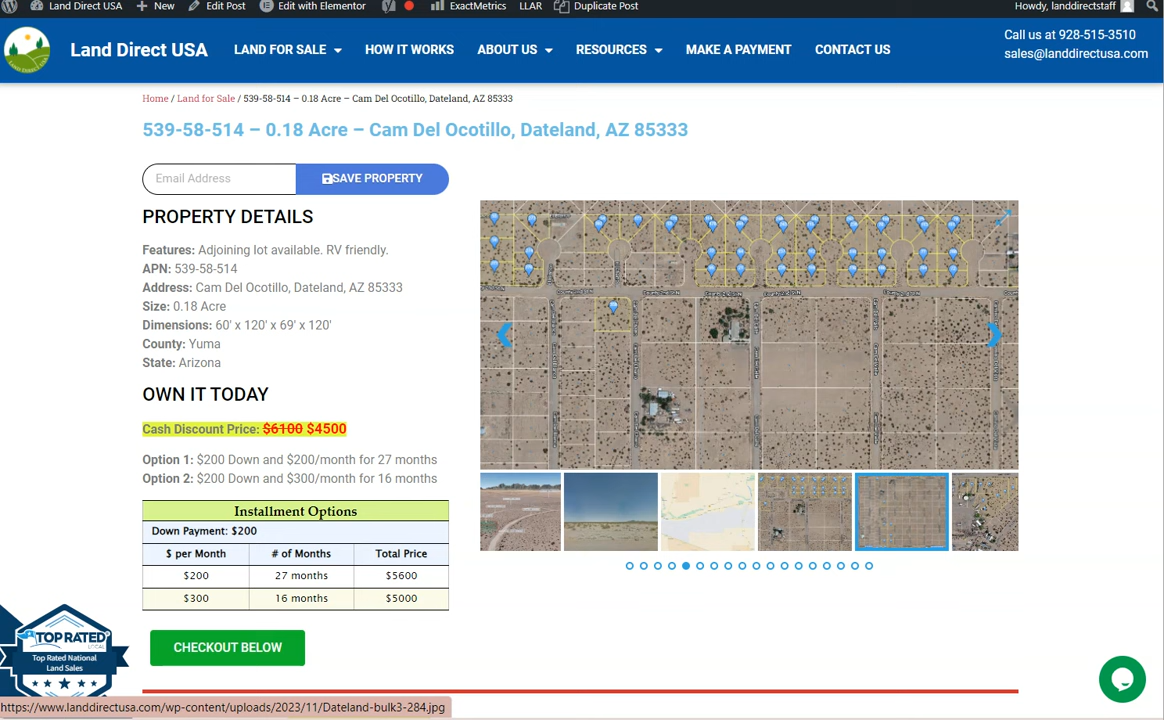 Land Direct USA
New
Edit Post
Edit with Elementor
ExactMetrics
LLAR
Duplicate Post
Howdy, landdirectstaff
Land Direct USA
LAND FOR SALE
HOW IT WORKS
ABOUT US
RESOURCES
MAKE A PAYMENT
CONTACT US
Call us at 928-515-3510
sales@landdirectusa.com
Home / Land for Sale / 539-58-514 – 0.18 Acre – Cam Del Ocotillo, Dateland, AZ 85333
539-58-514 – 0.18 Acre – Cam Del Ocotillo, Dateland, AZ 85333
Email Address
SAVE PROPERTY
PROPERTY DETAILS
Features: Adjoining lot available. RV friendly.
APN: 539-58-514
Address: Cam Del Ocotillo, Dateland, AZ 85333
Size: 0.18 Acre
Dimensions: 60' x 120' x 69' x 120'
County: Yuma
State: Arizona
OWN IT TODAY
Cash Discount Price: $6100 $4500
Option 1: $200 Down and $200/month for 27 months
Option 2: $200 Down and $300/month for 16 months
Installment Options
Down Payment: $200
$ per Month # of Months Total Price
$200 27 months $5600
$300 16 months $5000
CHECKOUT BELOW
TOP RATED
LOCAL
Top Rated National
Land Sales
https://www.landdirectusa.com/wp-content/uploads/2023/11/Dateland-bulk3-284.jpg